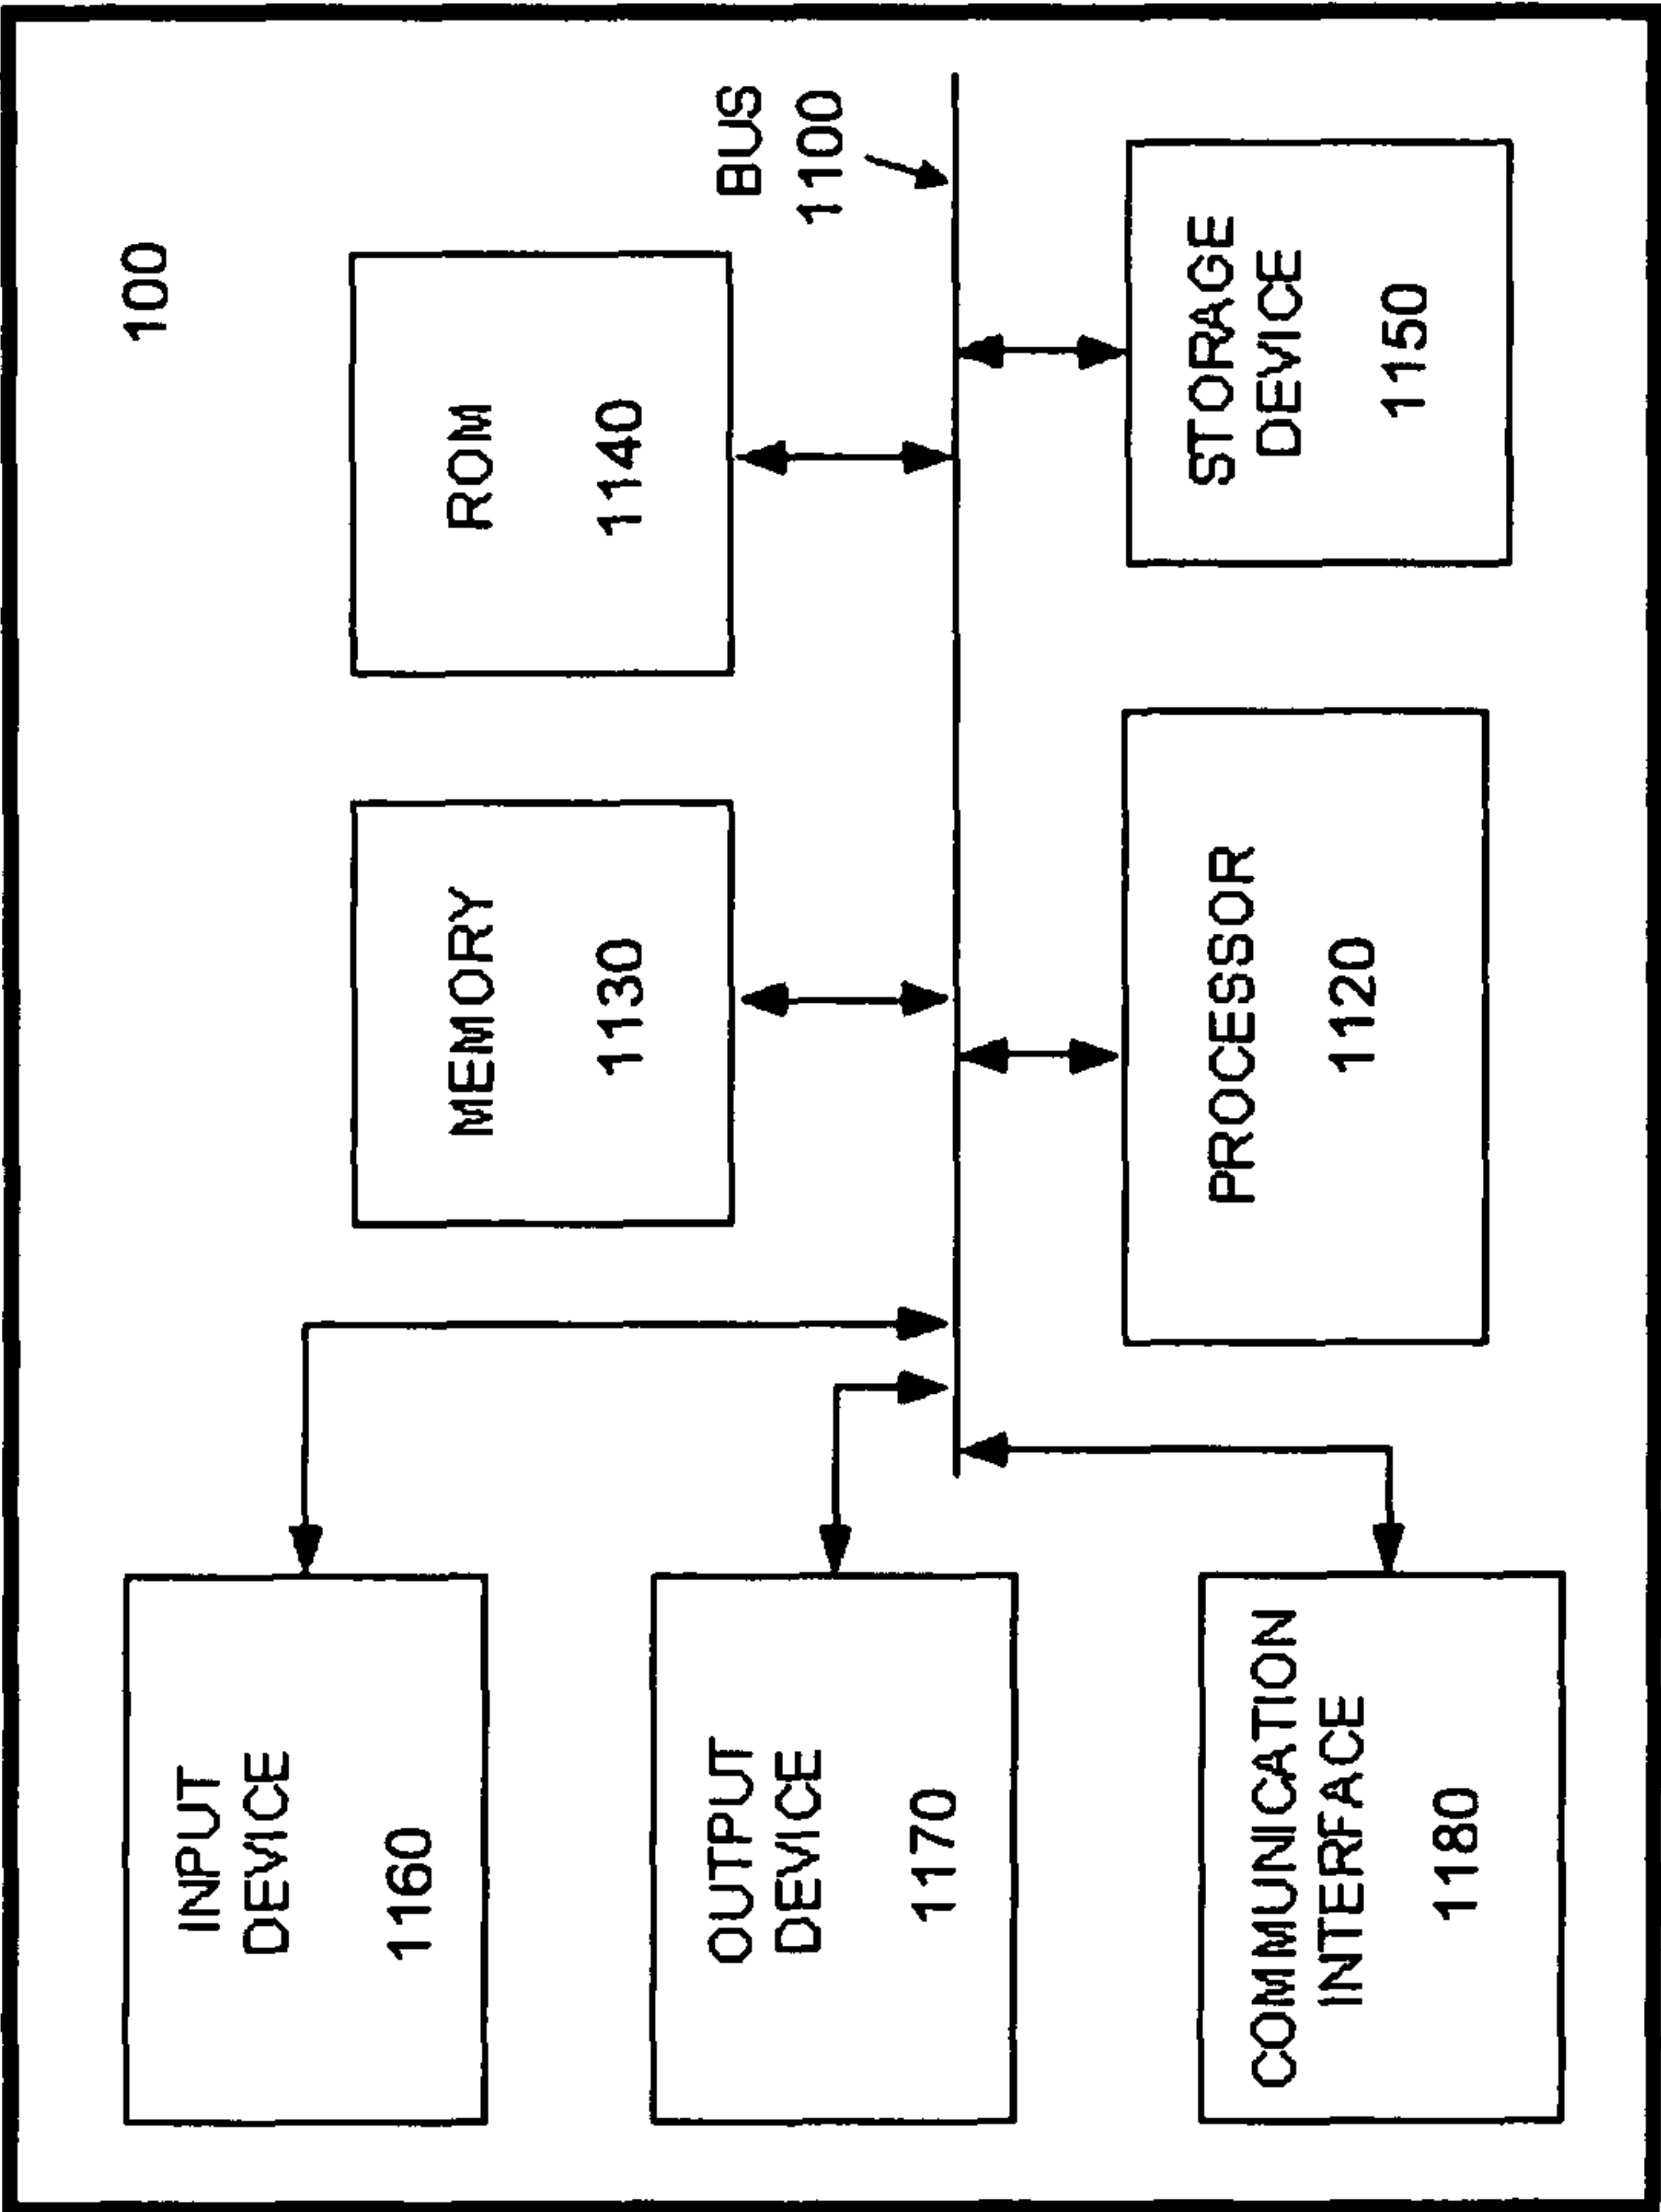 100
INPUT
DEVICE
1160
MEMORY
1130
ROM
1140
BUS
1100
OUTPUT
DEVICE
1170
COMMUNICATION
INTERFACE
1180
PROCESSOR
1120
STORAGE
DEVICE
1150